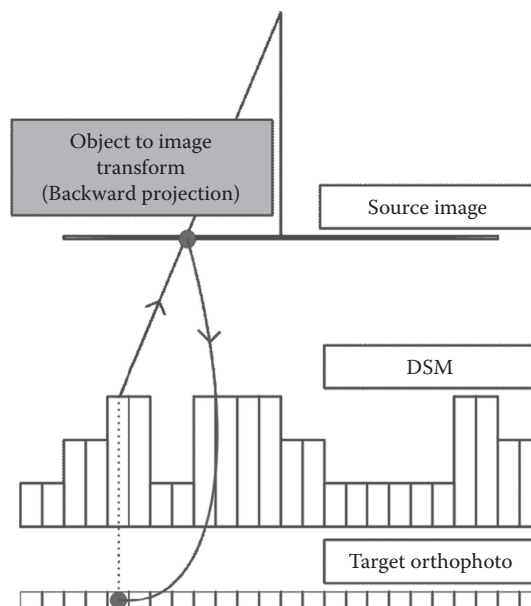 Object to image
transform
(Backward projection)
Source image
DSM
Target orthophoto